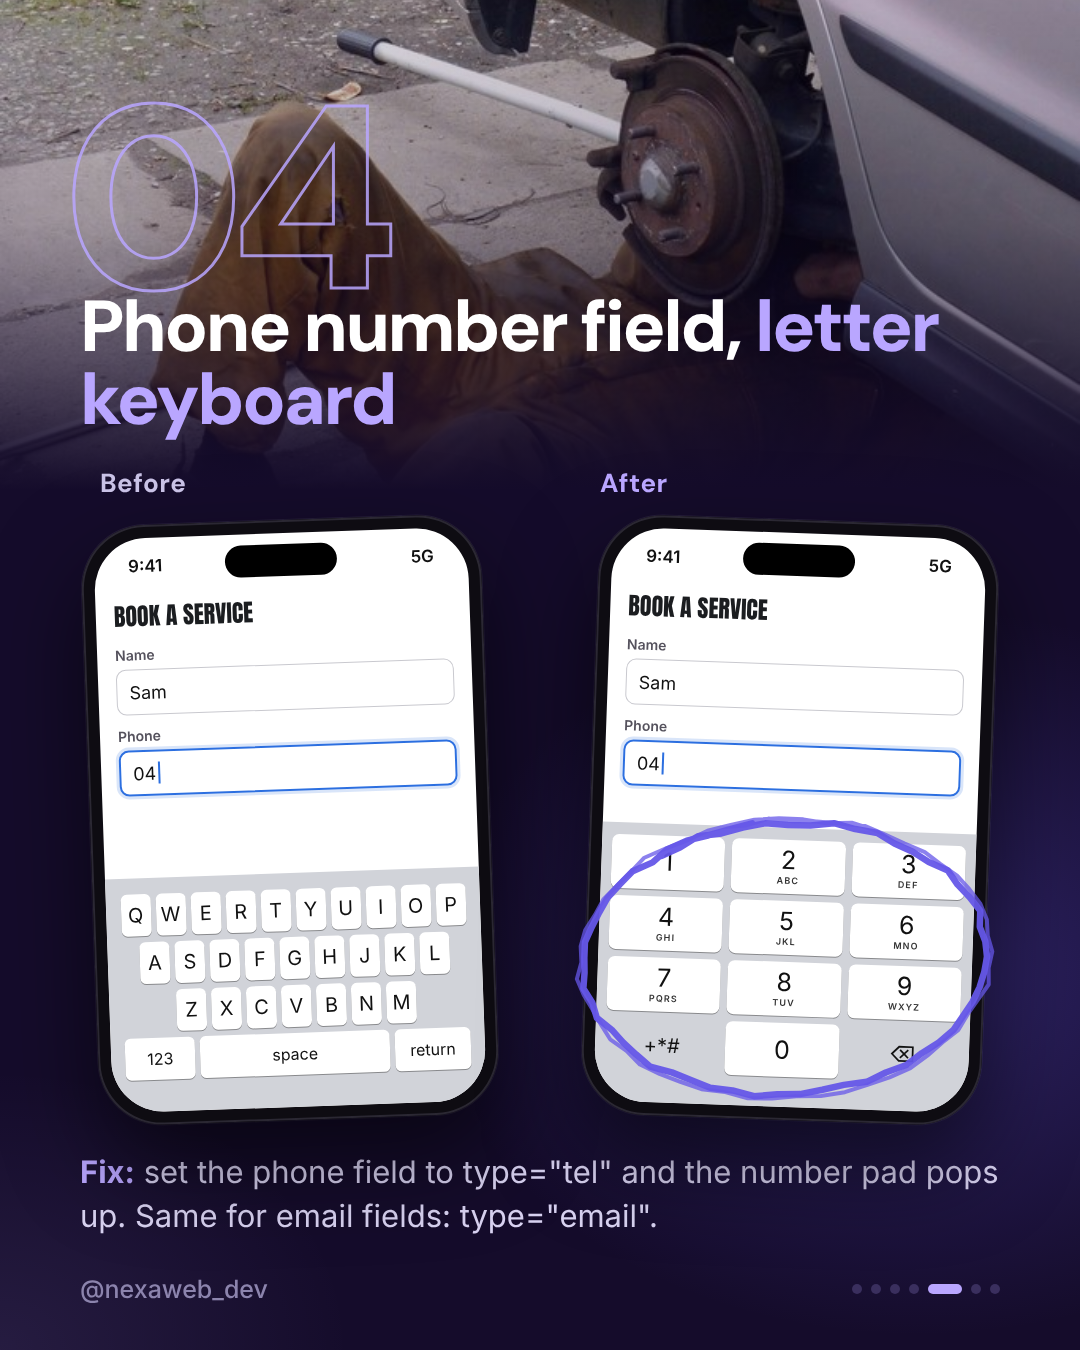 04
Phone number field, letter
keyboard
Before
After
9:41
5G
BOOK A SERVICE
Name
Sam
Phone
04
Q W E R T Y U I O P
A S D F G H J K L
Z X C V B N M
123 space return
9:41
5G
BOOK A SERVICE
Name
Sam
Phone
04
1 2 3
ABC DEF
4 5 6
GHI JKL MNO
7 8 9
PQRS TUV WXYZ
+*# 0
Fix: set the phone field to type="tel" and the number pad pops
up. Same for email fields: type="email".
@nexaweb_dev